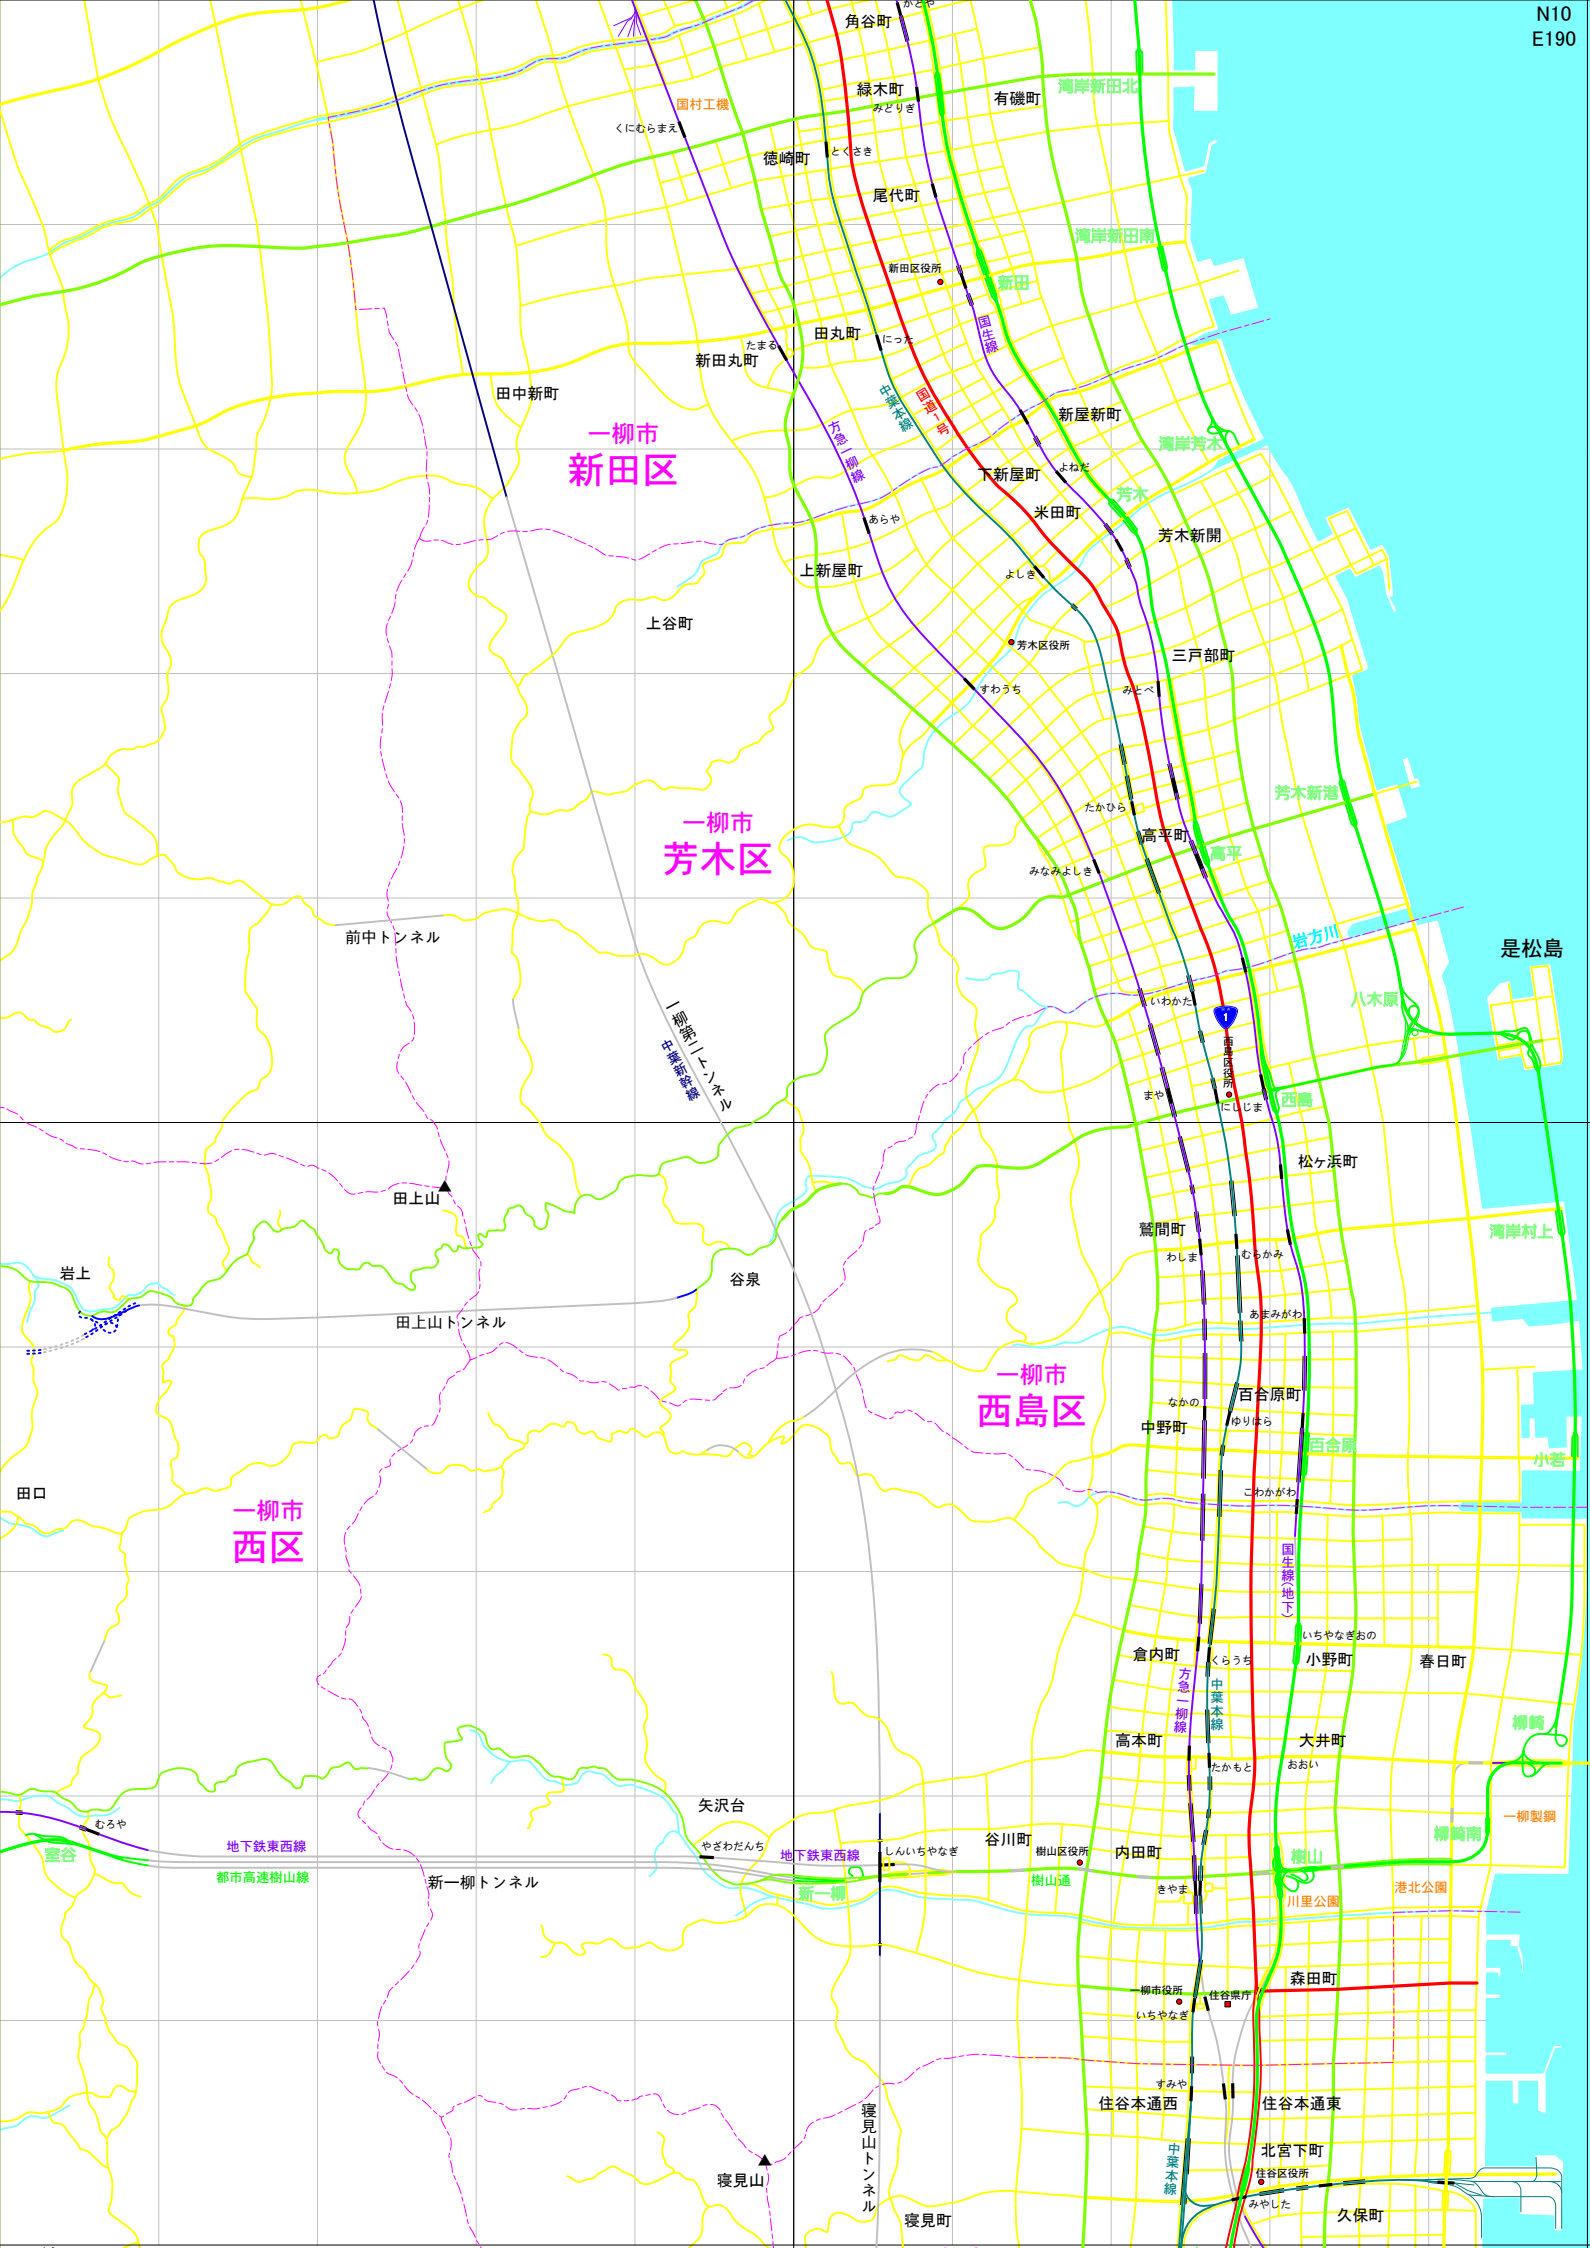 N10
E190
かどや
角谷町
緑木町
みどりぎ
有磯町
湾岸新田北
国村工機
くにむらまえ
徳崎町
とくさき
尾代町
湾岸新田南
新田区役所
新田
国生線
田丸町
にった
たまる
新田丸町
田中新町
中葉本線
国道1号
新屋新町
一柳市
新田区
方急一柳線
湾岸芳木
下新屋町
よねだ
芳木
米田町
あらや
芳木新開
上新屋町
よしき
上谷町
芳木区役所
三戸部町
すわうち
みとべ
芳木新港
たかひら
一柳市
芳木区
高平町
高平
みなみよしき
前中トンネル
岩方川
是松島
いわかた
八木原
1
一柳第二トンネル
中葉新幹線
西島区役所
まや
にしじま
西島
松ヶ浜町
田上山
鷲間町
わしま
むらかみ
湾岸村上
岩上
谷泉
田上山トンネル
あまみがわ
一柳市
西島区
百合原町
なかの
中野町
ゆりはら
百合原
小若
田口
こわかがわ
一柳市
西区
国生線(地下)
いちやなぎおの
倉内町
くらうち
小野町
春日町
方急一柳線
中葉本線
高本町
大井町
柳崎
たかもと
おおい
矢沢台
一柳製鋼
むろや
室谷
地下鉄東西線
やざわだんち
地下鉄東西線
しんいちやなぎ
谷川町
樹山区役所
内田町
樹山
柳崎南
都市高速樹山線
新一柳トンネル
新一柳
樹山通
きやま
川里公園
港北公園
森田町
一柳市役所
住谷県庁
いちやなぎ
すみや
住谷本通西
住谷本通東
寝見山トンネル
北宮下町
中葉本線
住谷区役所
寝見山
みやした
久保町
寝見町